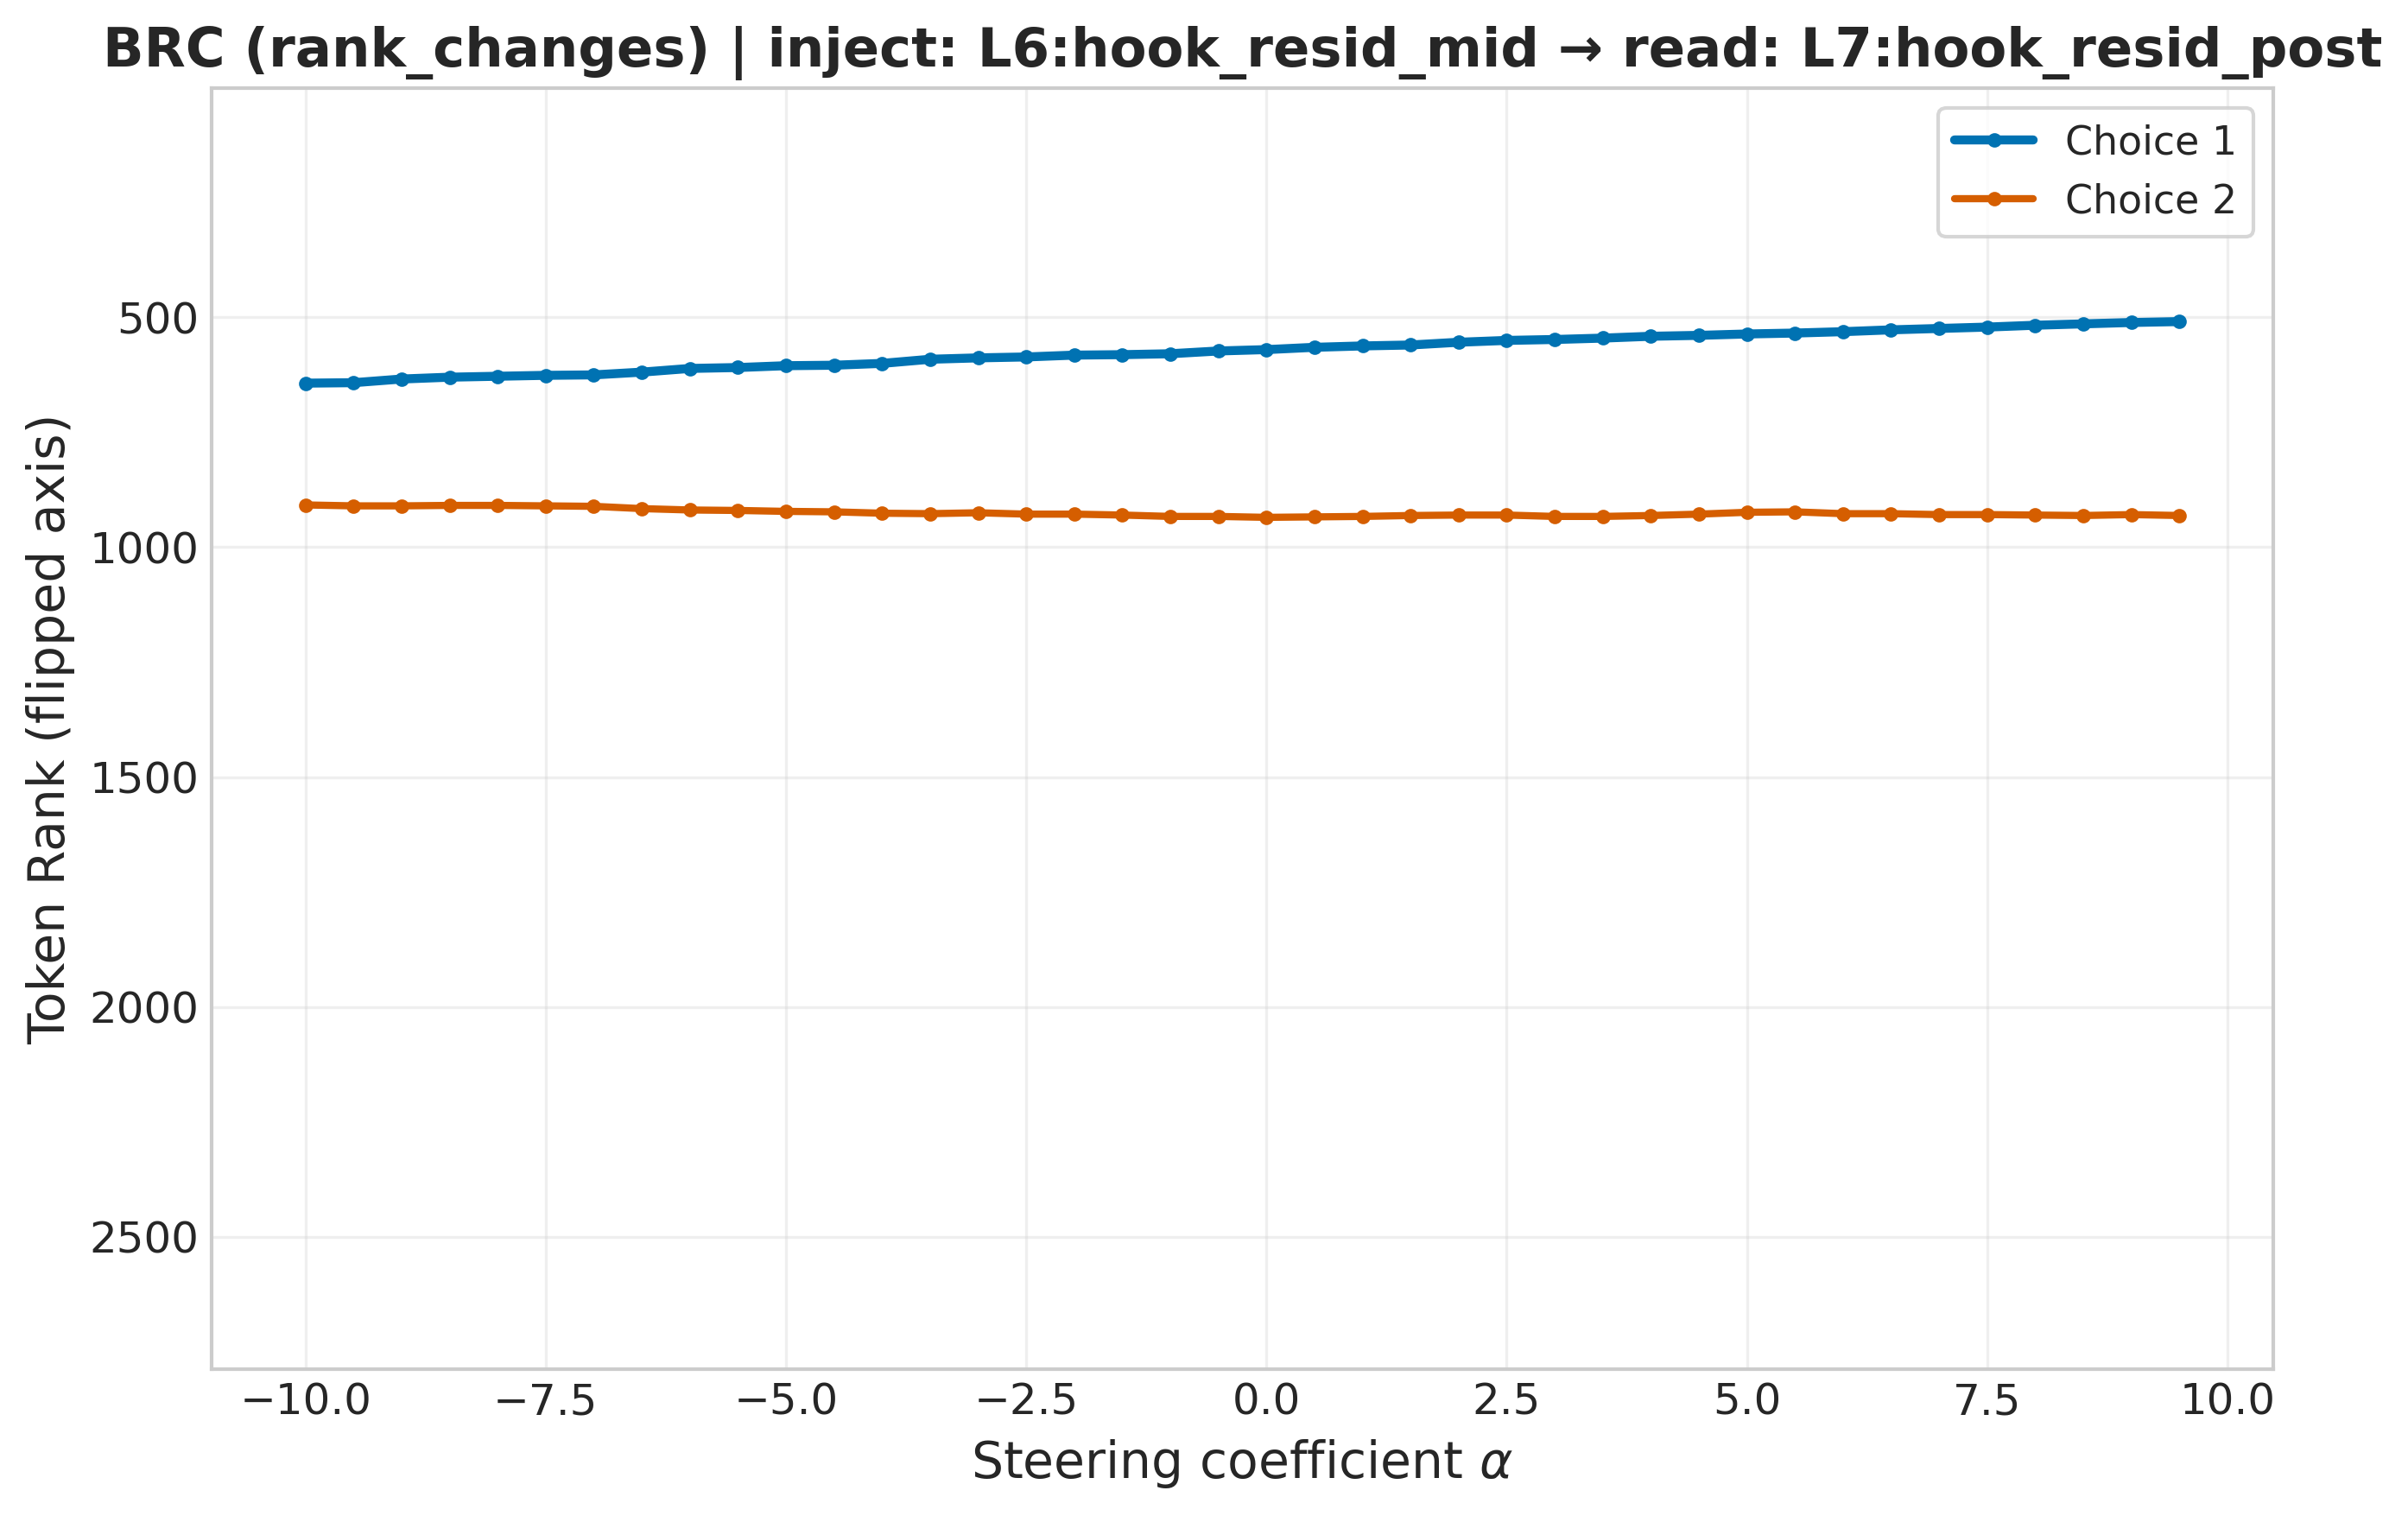 BRC (rank_changes) | inject: L6:hook_resid_mid → read: L7:hook_resid_post
Choice 1
Choice 2
Token Rank (flipped axis)
500
1000
1500
2000
2500
−10.0 −7.5 −5.0 −2.5 0.0 2.5 5.0 7.5 10.0
Steering coefficient α